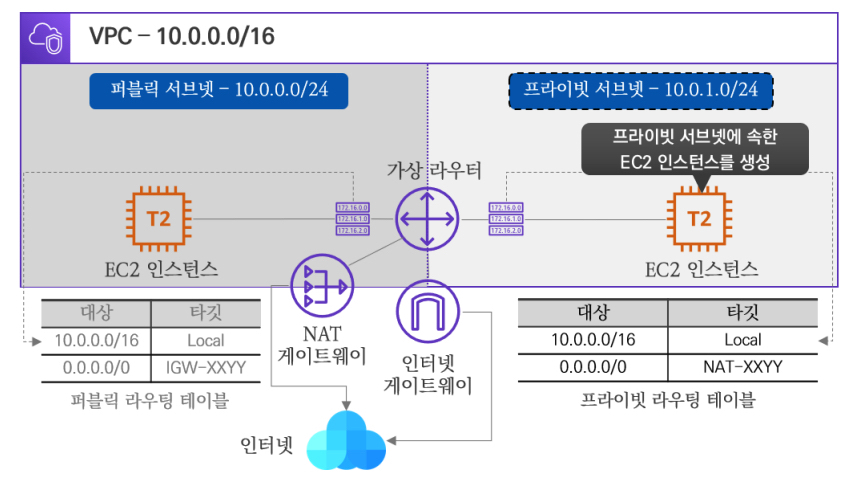 VPC – 10.0.0.0/16
퍼블릭 서브넷 – 10.0.0.0/24
프라이빗 서브넷 – 10.0.1.0/24
프라이빗 서브넷에 속한
EC2 인스턴스를 생성
가상 라우터
T2
172.16.0.0
172.16.1.0
172.16.2.0
172.16.0.0
172.16.1.0
172.16.2.0
T2
EC2 인스턴스
EC2 인스턴스
대상 타깃
10.0.0.0/16 Local
0.0.0.0/0 IGW-XXYY
퍼블릭 라우팅 테이블
NAT
게이트웨이
인터넷
게이트웨이
대상 타깃
10.0.0.0/16 Local
0.0.0.0/0 NAT-XXYY
프라이빗 라우팅 테이블
인터넷